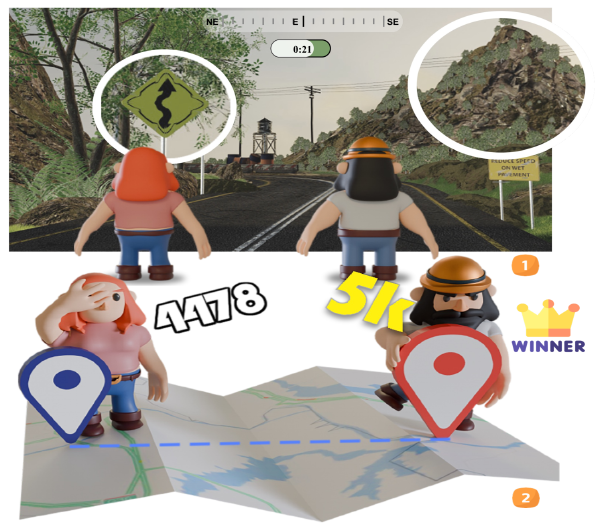 NE E SE
0:21
REDUCE SPEED
ON WET
PAVEMENT
1
4478
5K
WINNER
2